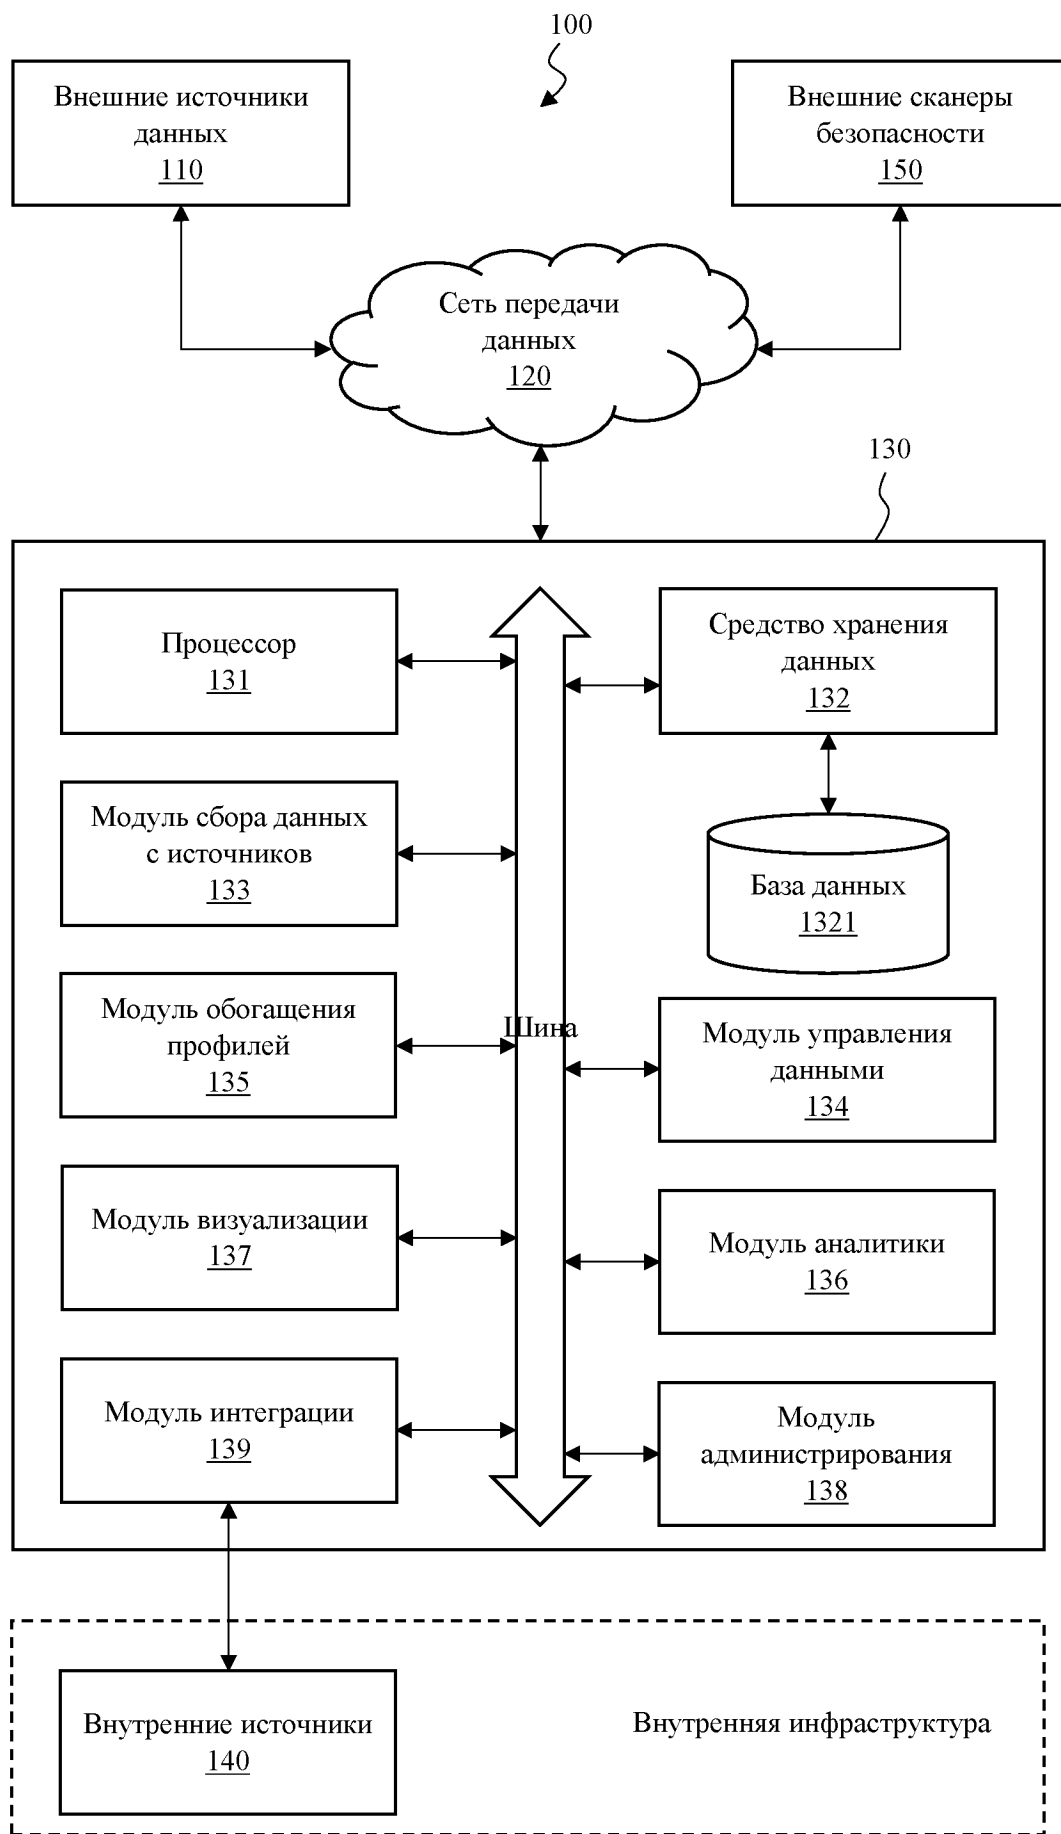 100
Внешние источники
данных
110
Внешние сканеры
безопасности
150
Сеть передачи
данных
120
130
Процессор
131
Средство хранения
данных
132
Модуль сбора данных
с источников
133
База данных
1321
Модуль обогащения
профилей
135
Шина
Модуль управления
данными
134
Модуль визуализации
137
Модуль аналитики
136
Модуль интеграции
139
Модуль
администрирования
138
Внутренние источники
140
Внутренняя инфраструктура